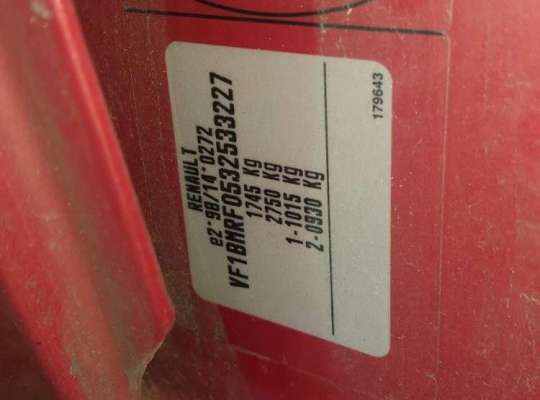 RENAULT
e2*98/14*0272
VF1BMRF0532533227
1745 Kg
2750 Kg
1-1015 Kg
2-0930 Kg
179643